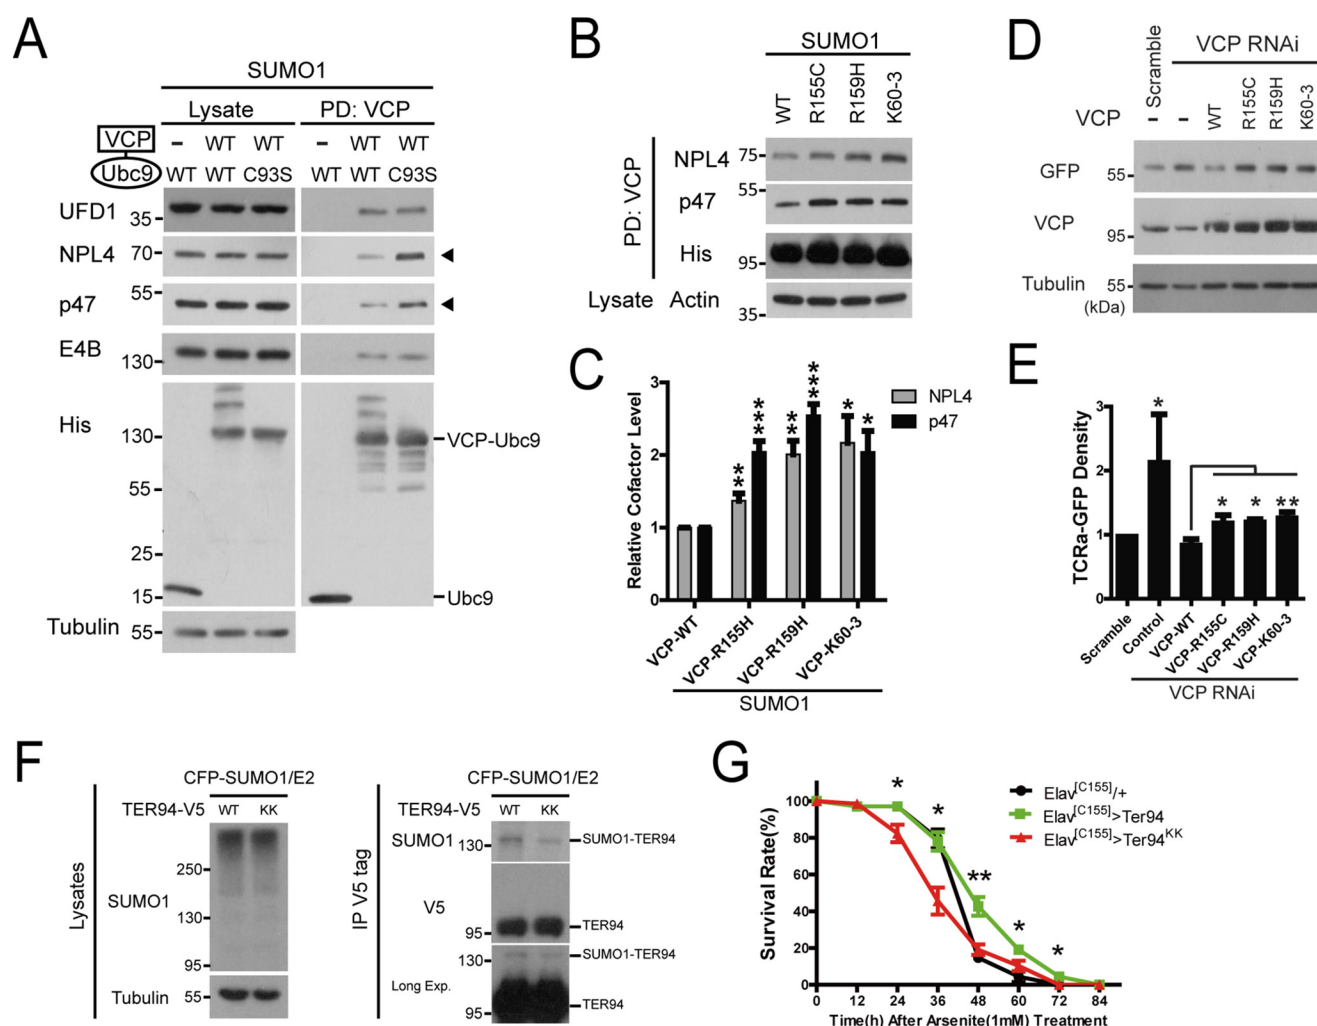 A
SUMO1
Lysate PD: VCP
VCP - WT WT WT WT
Ubc9 WT WT C93S WT WT C93S
UFD1 35
NPL4 70
p47 55
E4B 130
His 130 VCP-Ubc9
55
25
15 Ubc9
Tubulin 55
B
SUMO1
WT R155C R159H K60-3
PD: VCP
NPL4 75
p47 55
His 95
Lysate Actin 35
C
Relative Cofactor Level
3
2
1
0
** *** ** *** * *
NPL4
p47
VCP-WT VCP-R155H VCP-R159H VCP-K60-3
SUMO1
D
Scramble VCP RNAi
VCP - - WT R155C R159H K60-3
GFP 55
VCP 95
Tubulin 55
(kDa)
E
TCRa-GFP Density
3
2
1
0
* * * **
Scramble Control VCP-WT VCP-R155C VCP-R159H VCP-K60-3
VCP RNAi
F
CFP-SUMO1/E2
TER94-V5 WT KK
Lysates
SUMO1
250
130
95
Tubulin 55
CFP-SUMO1/E2
TER94-V5 WT KK
IP V5 tag
SUMO1 130 SUMO1-TER94
V5
95 TER94
130 SUMO1-TER94
Long Exp.
95 TER94
G
Survival Rate(%)
100
80
60
40
20
0
* * ** * *
Elav[C155]/+
Elav[C155]>Ter94
Elav[C155]>Ter94KK
0 12 24 36 48 60 72 84
Time(h) After Arsenite(1mM) Treatment